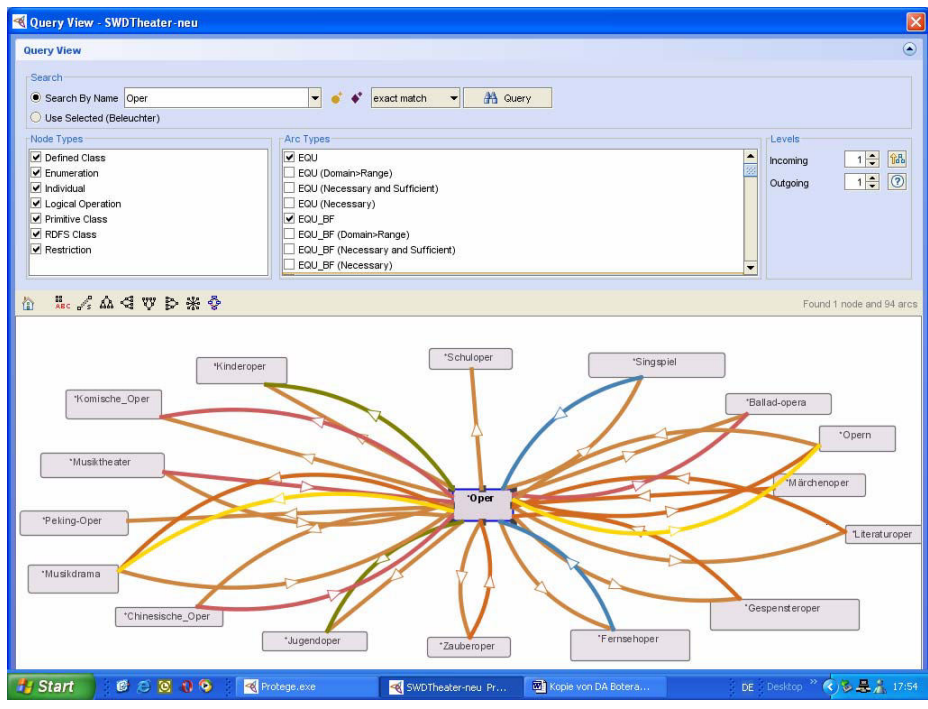 Query View - SWDTheater-neu
Query View
Search
Search By Name Oper exact match Query
Use Selected (Beleuchter)
Node Types
Defined Class
Enumeration
Individual
Logical Operation
Primitive Class
RDFS Class
Restriction
Arc Types
EQU
EQU (Domain>Range)
EQU (Necessary and Sufficient)
EQU (Necessary)
EQU_BF
EQU_BF (Domain>Range)
EQU_BF (Necessary and Sufficient)
EQU_BF (Necessary)
Levels
Incoming 1
Outgoing 1
Found 1 node and 94 arcs
*Schuloper
*Kinderoper
*Singspiel
*Komische_Oper
*Ballad-opera
*Opern
*Musiktheater
*Märchenoper
*Oper
*Peking-Oper
*Literaturoper
*Musikdrama
*Gespensteroper
*Chinesische_Oper
*Jugendoper
*Zauberoper
*Fernsehoper
Start Protege.exe SWDTheater-neu Pr... Kopie von DA Botera... DE Desktop 17:54